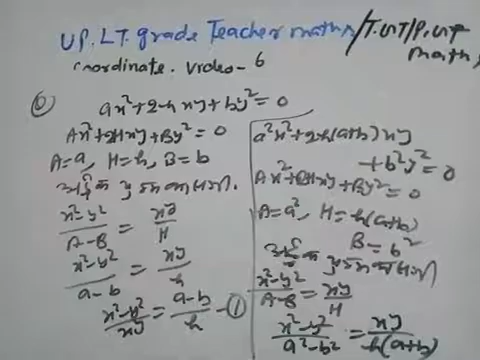 UP. LT. grade Teacher maths/T.GT/P.GT
maths
coordinate. video-6
ax²+2hxy+by²=0
Ax²+2Hxy+By²=0
A=a, H=h, B=b
x²-y²/A-B = xy/H
x²-y²/a-b = xy/h
x²-y²/xy = a-b/h -①
a²x²+2h(a+b)xy
+b²y²=0
Ax²+2Hxy+By²=0
A=a², H=h(a+b)
B=b²
x²-y²/A-B = xy/H
x²-y²/a²-b² = xy/h(a+b)